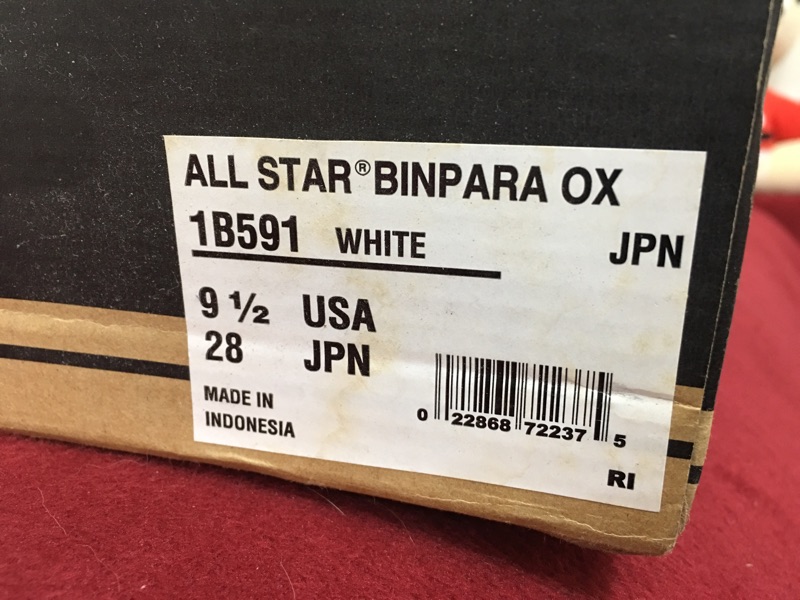 ALL STAR® BINPARA OX
1B591 WHITE JPN
9 ½ USA
28 JPN
MADE IN
INDONESIA
0 22868 72237 5
RI